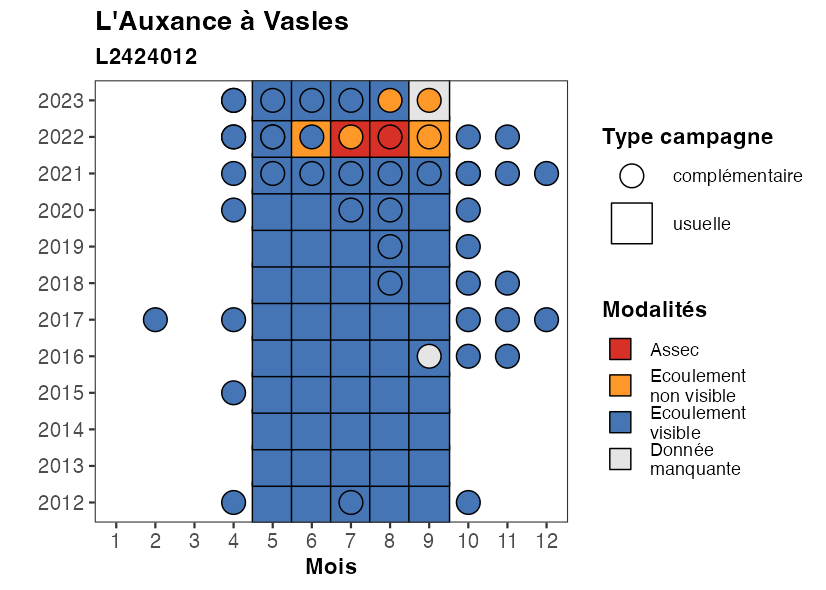 L'Auxance à Vasles
L2424012
2023
2022
2021
2020
2019
2018
2017
2016
2015
2014
2013
2012
1 2 3 4 5 6 7 8 9 10 11 12
Mois
Type campagne
complémentaire
usuelle
Modalités
Assec
Ecoulement
non visible
Ecoulement
visible
Donnée
manquante